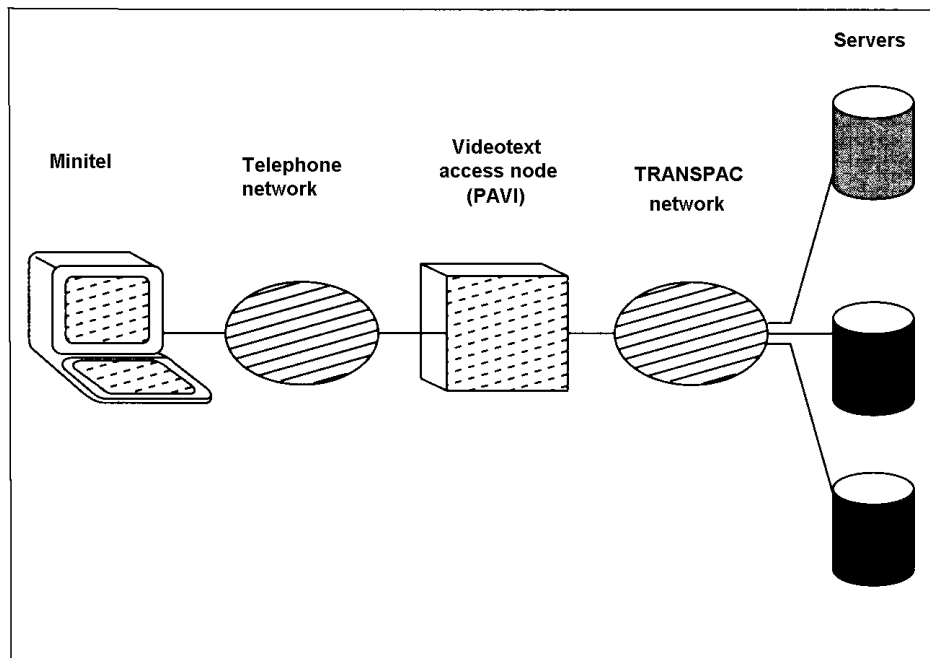 Servers
Minitel
Telephone
network
Videotext
access node
(PAVI)
TRANSPAC
network